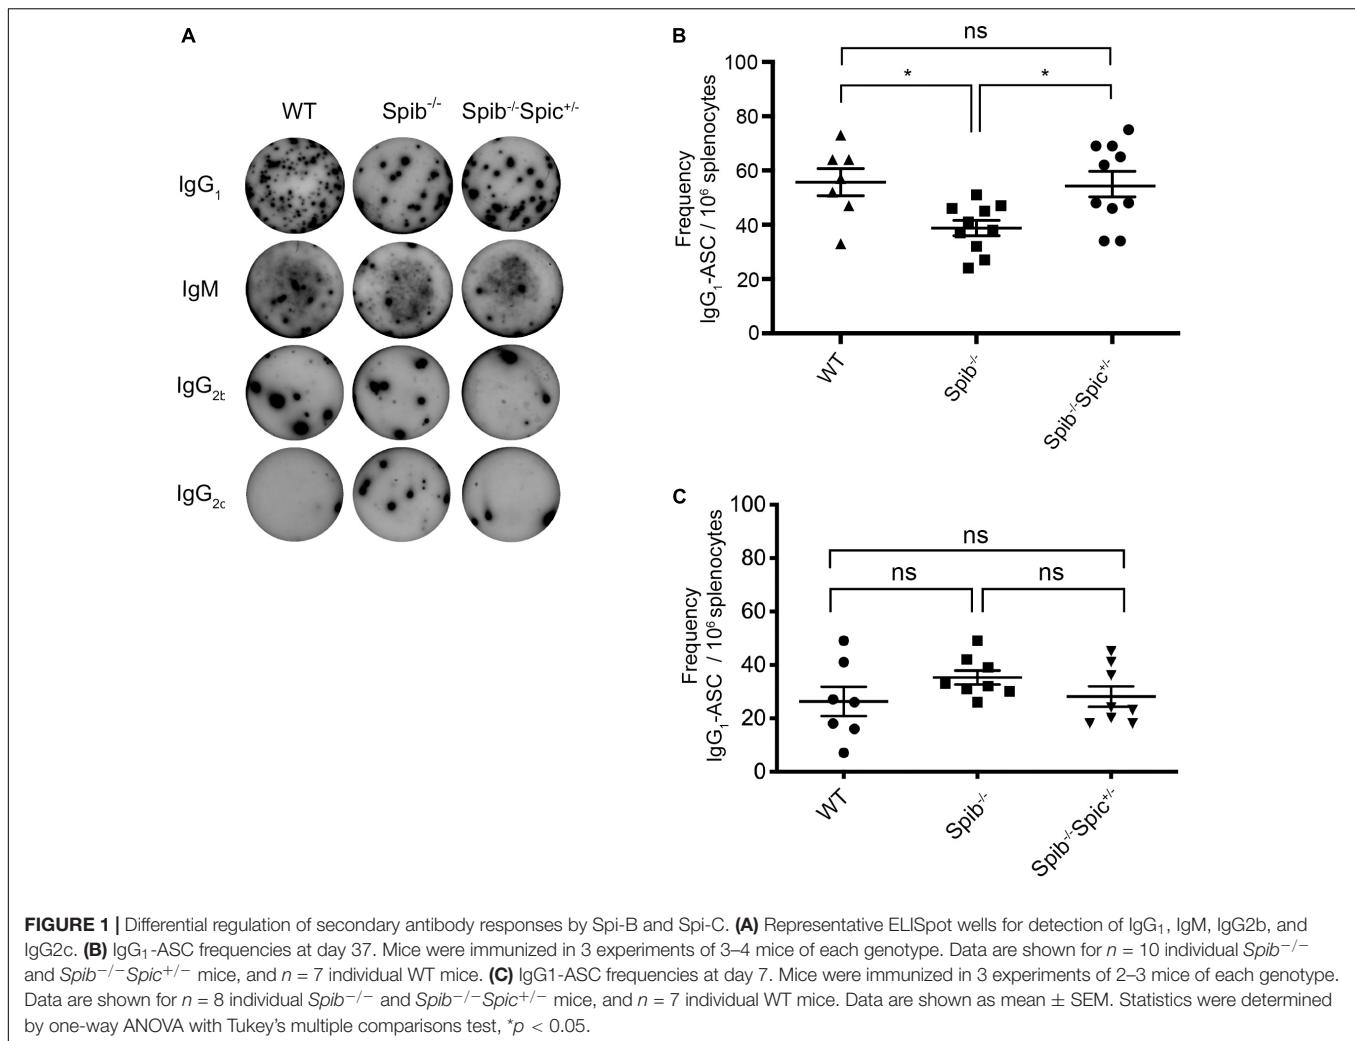 A
WT Spib-/- Spib-/-Spic+/-
IgG1
IgM
IgG2b
IgG2c
B
ns
* *
Frequency
IgG1-ASC / 10⁶ splenocytes
100
80
60
40
20
0
WT
Spib-/-
Spib-/-Spic+/-
C
ns
ns ns
Frequency
IgG1-ASC / 10⁶ splenocytes
100
80
60
40
20
0
WT
Spib-/-
Spib-/-Spic+/-
FIGURE 1 | Differential regulation of secondary antibody responses by Spi-B and Spi-C. (A) Representative ELISpot wells for detection of IgG1, IgM, IgG2b, and
IgG2c. (B) IgG1-ASC frequencies at day 37. Mice were immunized in 3 experiments of 3–4 mice of each genotype. Data are shown for n = 10 individual Spib−/−
and Spib−/−Spic+/− mice, and n = 7 individual WT mice. (C) IgG1-ASC frequencies at day 7. Mice were immunized in 3 experiments of 2–3 mice of each genotype.
Data are shown for n = 8 individual Spib−/− and Spib−/−Spic+/− mice, and n = 7 individual WT mice. Data are shown as mean ± SEM. Statistics were determined
by one-way ANOVA with Tukey's multiple comparisons test, *p < 0.05.